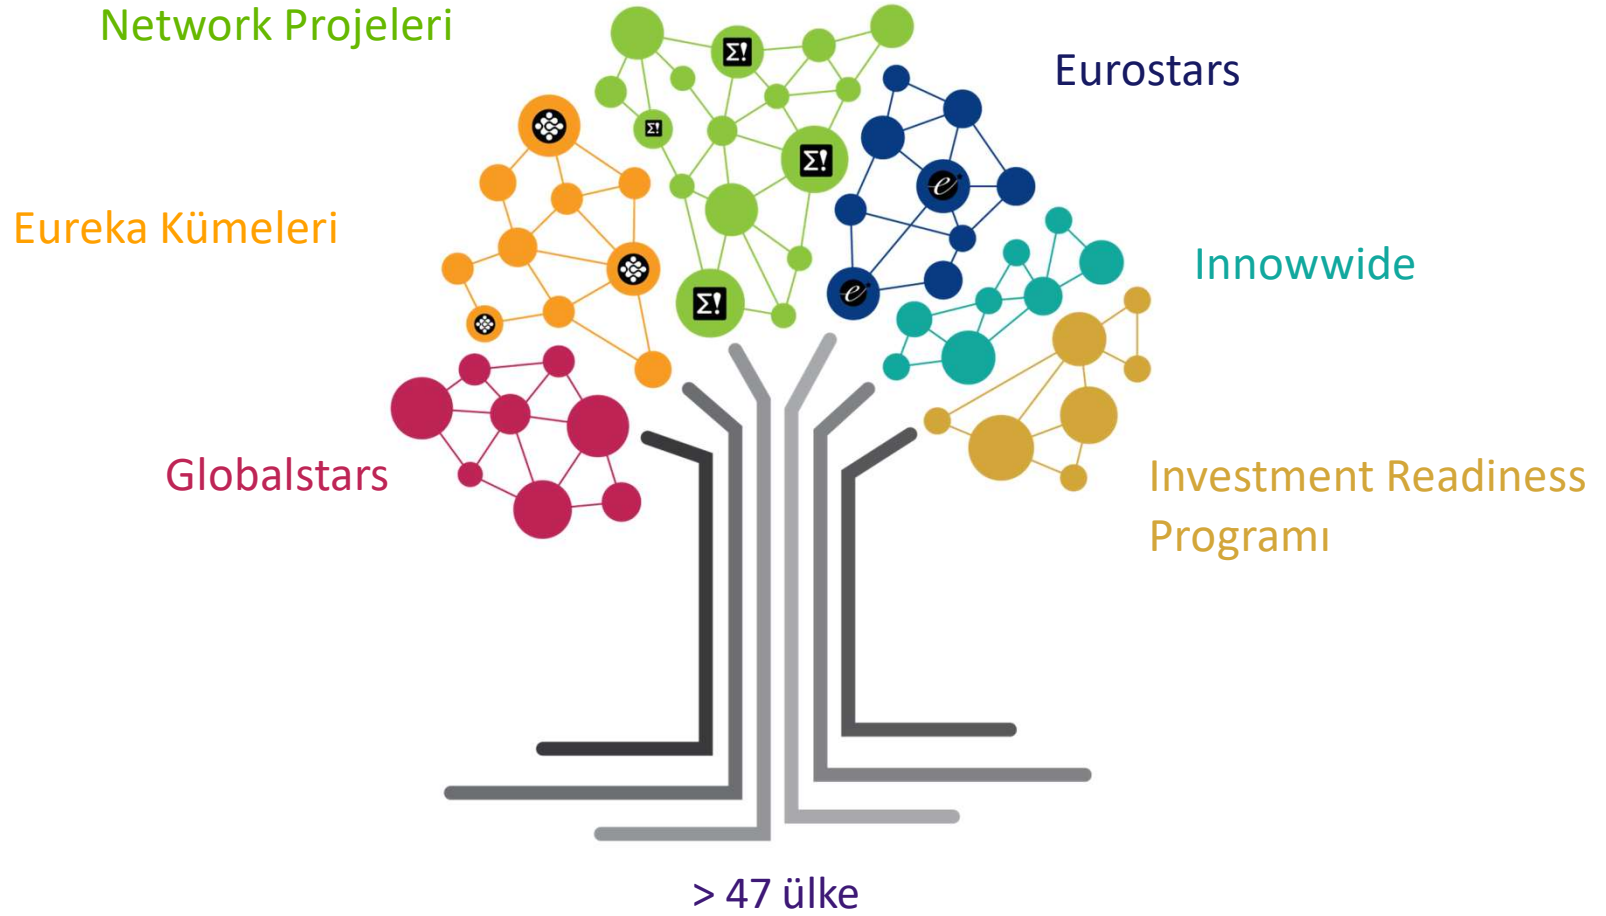 Network Projeleri
Eurostars
Eureka Kümeleri
Innowwide
Globalstars
Investment Readiness
Programı
Σ!
Σ!
Σ!
Σ!
e
e
> 47 ülke